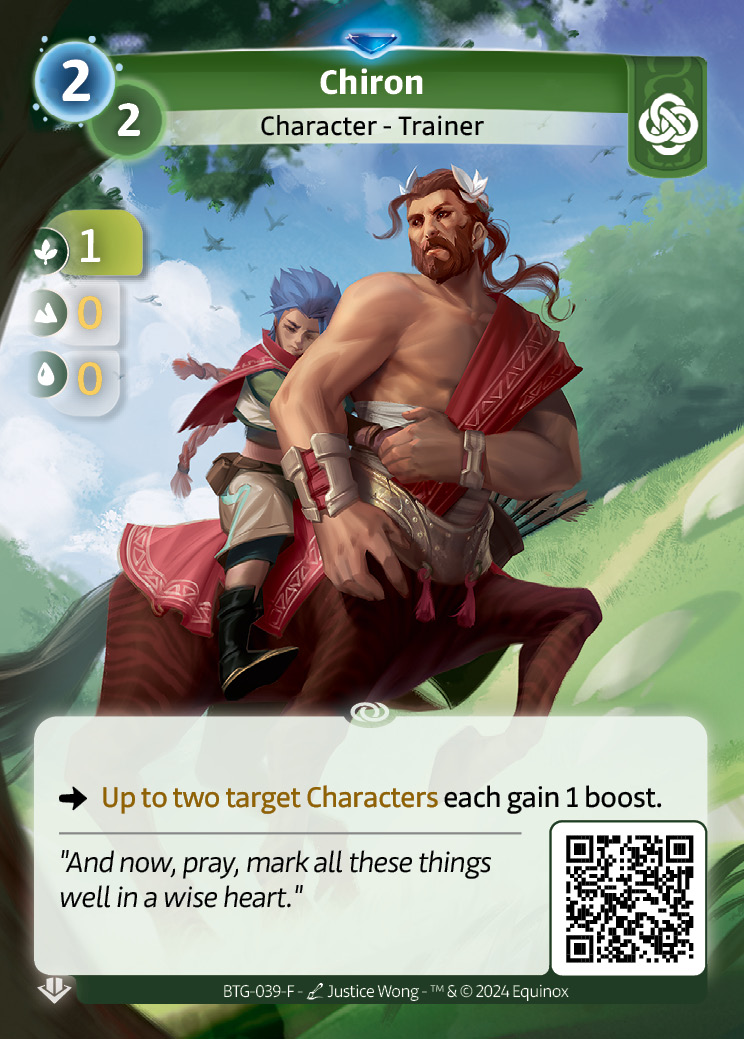 2
Chiron
2
Character - Trainer
1
0
0
Up to two target Characters each gain 1 boost.
"And now, pray, mark all these things
well in a wise heart."
BTG-039-F - Justice Wong - ™ & © 2024 Equinox